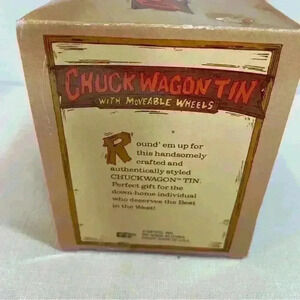 CHUCK WAGON TIN
WITH MOVEABLE WHEELS
Round' em up for
this handsomely
crafted and
authentically styled
CHUCKWAGON™ TIN.
Perfect gift for the
down-home individual
who deserves the Best
in the West!